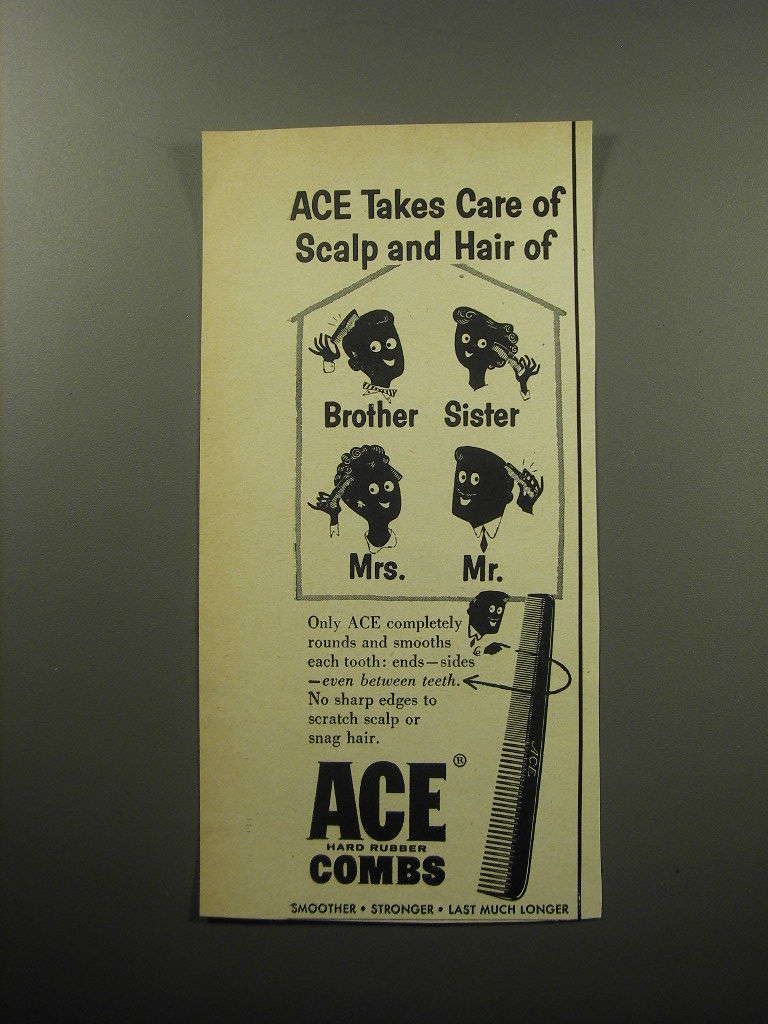 ACE Takes Care of
Scalp and Hair of
Brother Sister
Mrs. Mr.
Only ACE completely
rounds and smooths
each tooth: ends—sides
—even between teeth.
No sharp edges to
scratch scalp or
snag hair.
ACE®
HARD RUBBER
COMBS
ACE
SMOOTHER • STRONGER • LAST MUCH LONGER